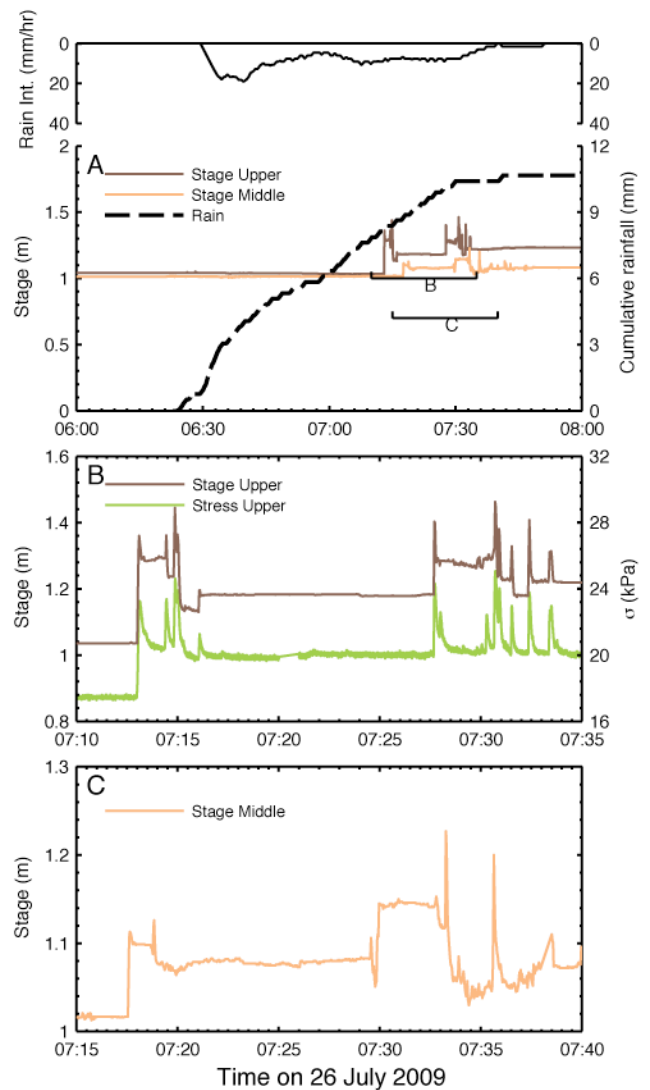 Rain Int. (mm/hr)
0
20
40
0
20
40
A
Stage Upper
Stage Middle
Rain
B
C
Stage (m)
2
1.5
1
0.5
0
Cumulative rainfall (mm)
12
9
6
3
0
06:00 06:30 07:00 07:30 08:00
B
Stage Upper
Stress Upper
Stage (m)
1.6
1.4
1.2
1
0.8
σ (kPa)
32
28
24
20
16
07:10 07:15 07:20 07:25 07:30 07:35
C
Stage Middle
Stage (m)
1.3
1.2
1.1
1
07:15 07:20 07:25 07:30 07:35 07:40
Time on 26 July 2009